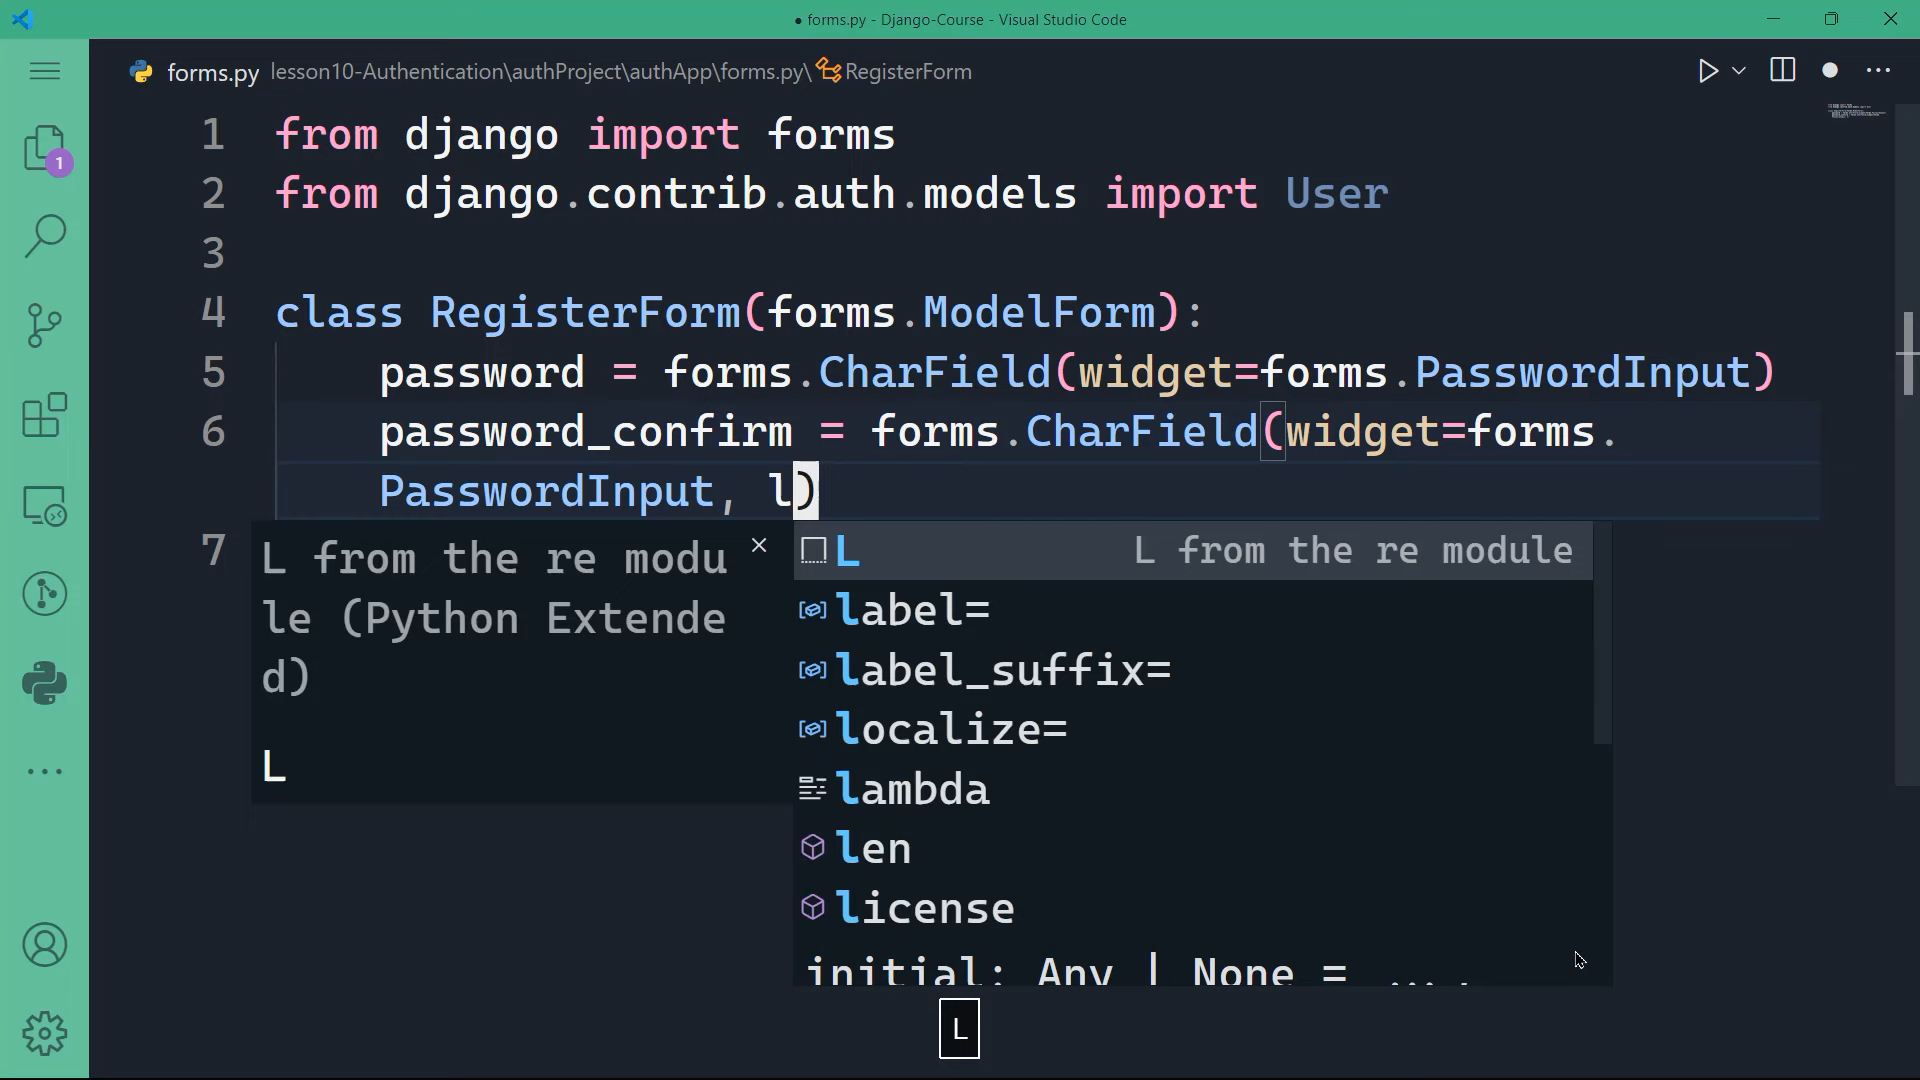 ● forms.py - Django-Course - Visual Studio Code
forms.py lesson10-Authentication\authProject\authApp\forms.py\ RegisterForm
1 from django import forms
2 from django.contrib.auth.models import User
3
4 class RegisterForm(forms.ModelForm):
5 password = forms.CharField(widget=forms.PasswordInput)
6 password_confirm = forms.CharField(widget=forms.
PasswordInput, l)
7
L from the re modu
le (Python Extende
d)
L
L L from the re module
label=
label_suffix=
localize=
lambda
len
license
initial: Any | None = ...,
1
L